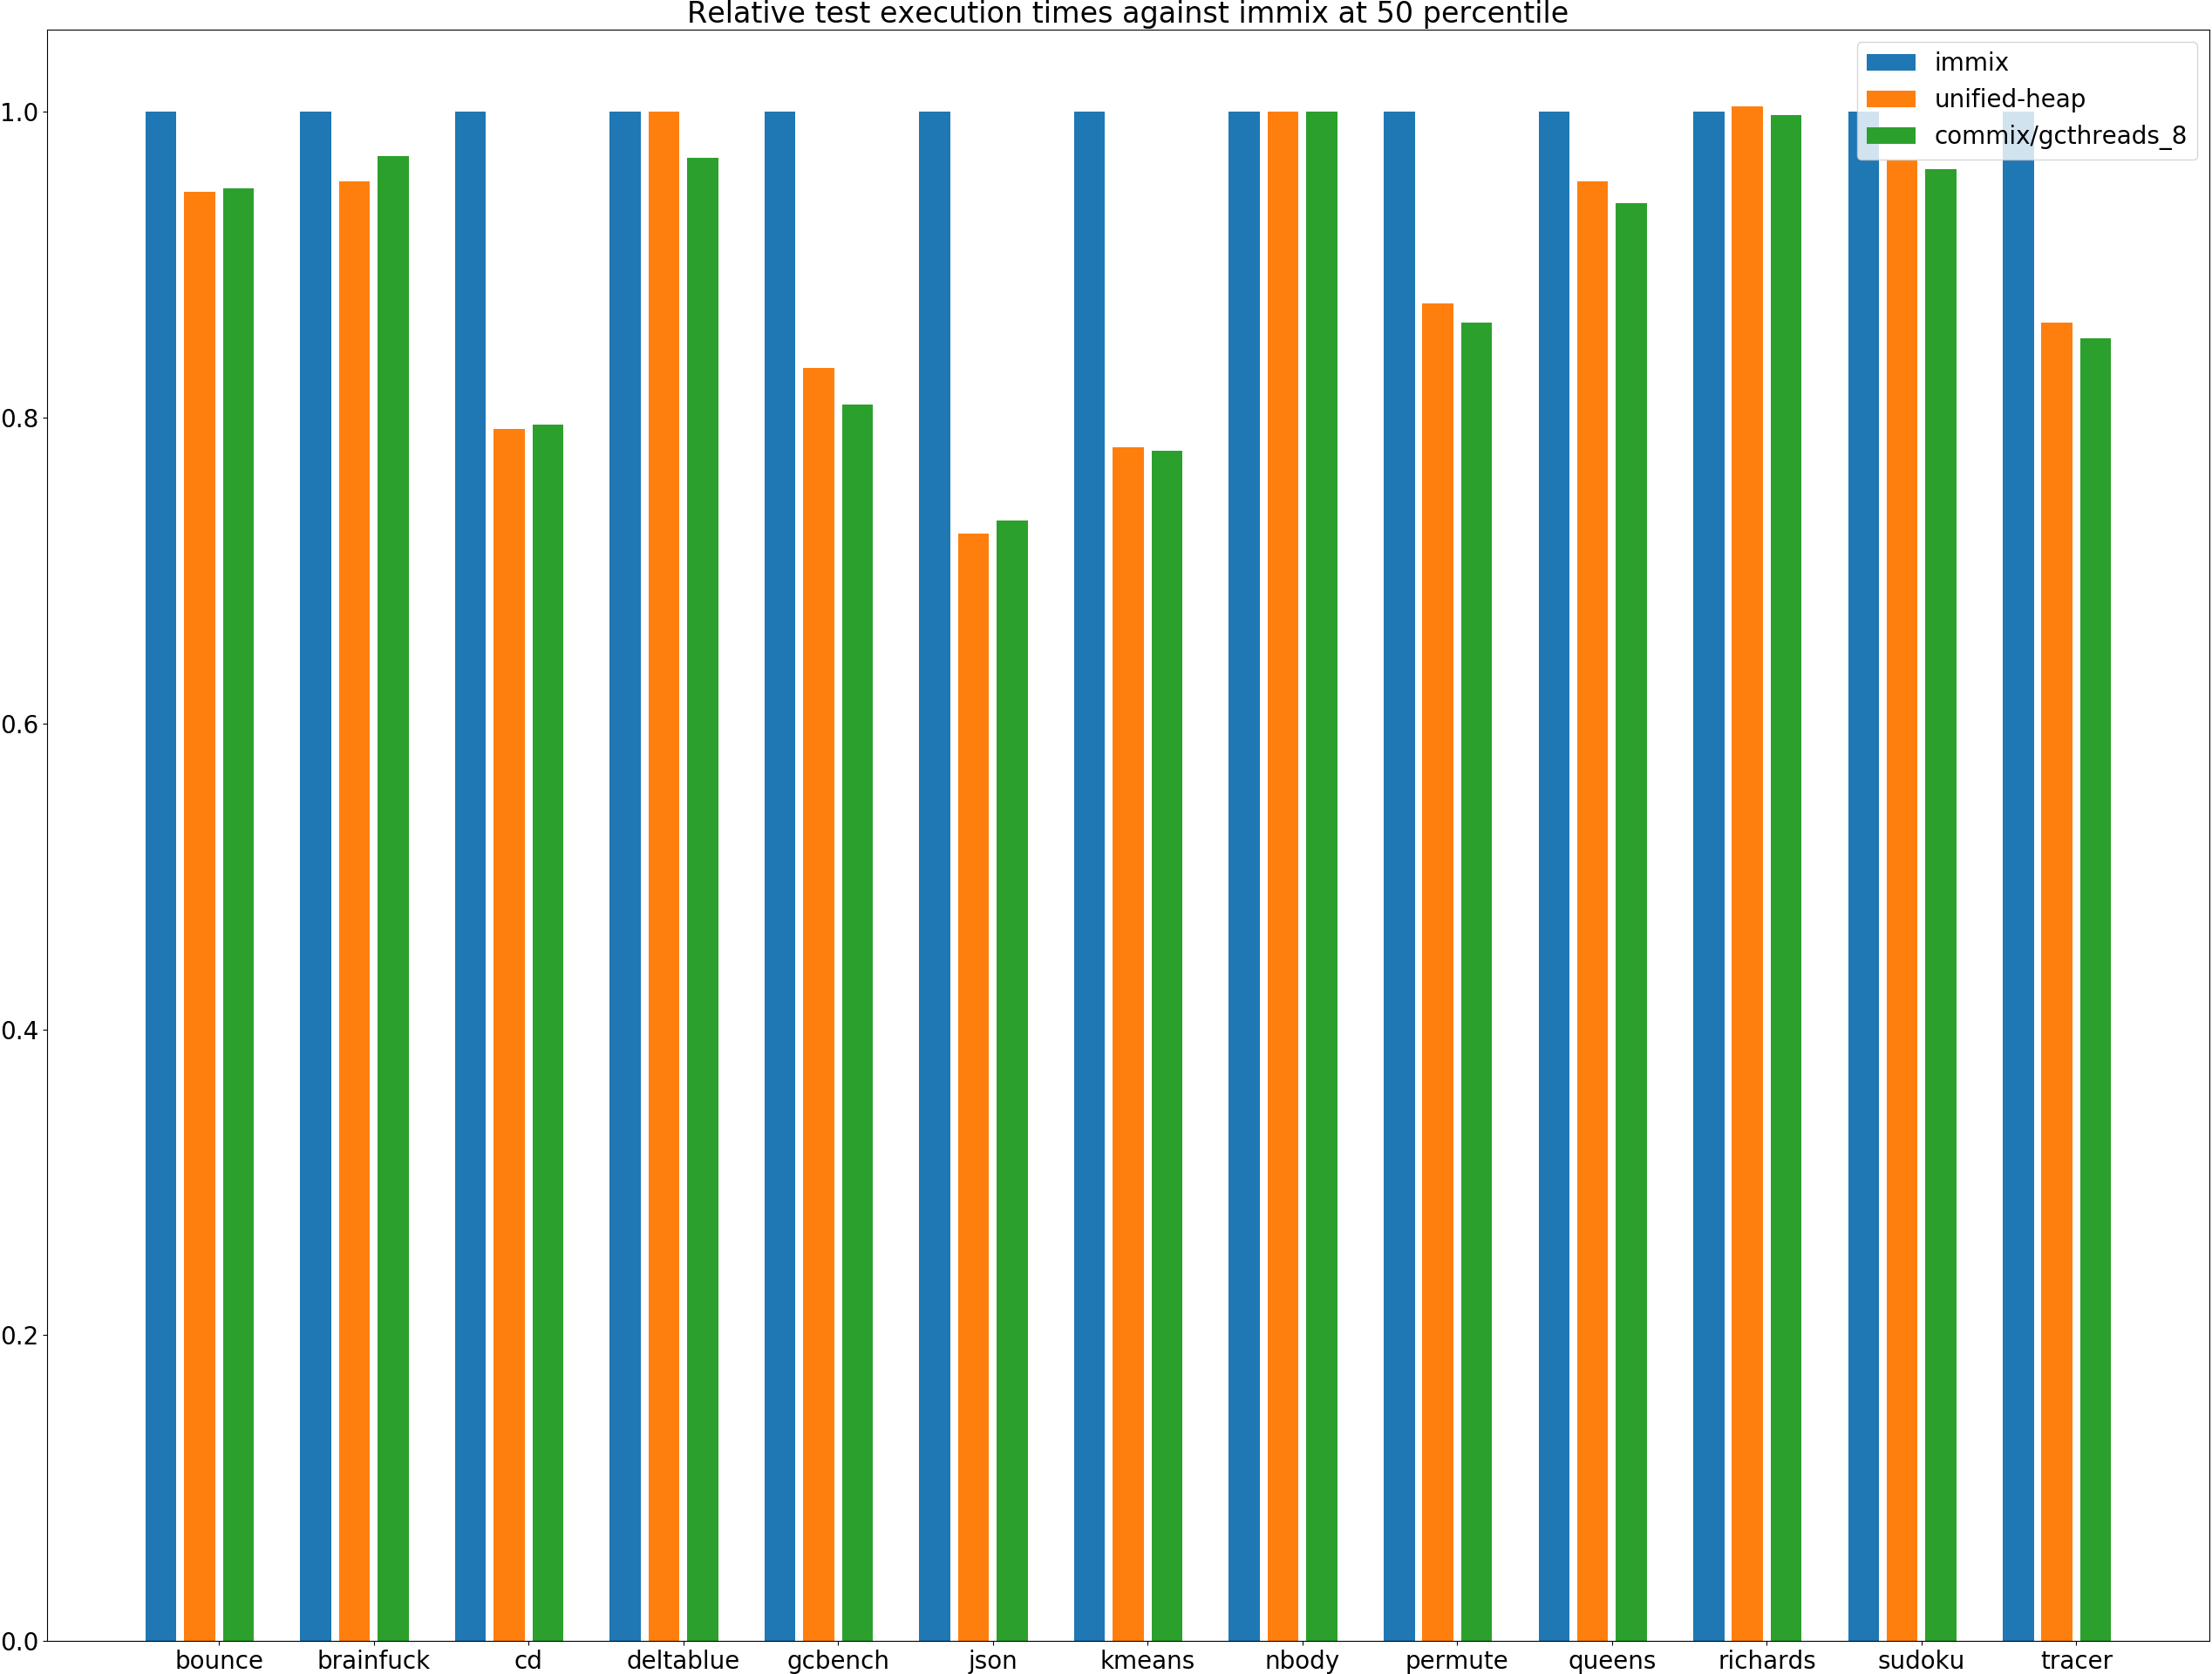 Relative test execution times against immix at 50 percentile
immix
unified-heap
commix/gcthreads_8
1.0
0.8
0.6
0.4
0.2
0.0
bounce brainfuck cd deltablue gcbench json kmeans nbody permute queens richards sudoku tracer